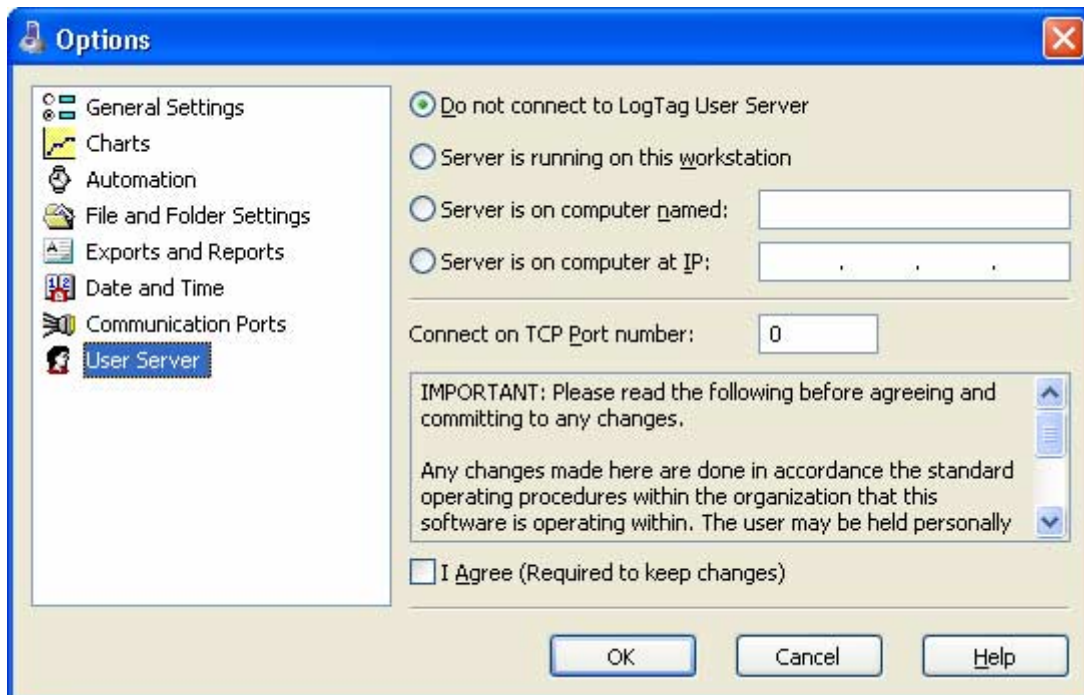 Options
General Settings
Charts
Automation
File and Folder Settings
Exports and Reports
Date and Time
Communication Ports
User Server
Do not connect to LogTag User Server
Server is running on this workstation
Server is on computer named:
Server is on computer at IP:
. . .
Connect on TCP Port number: 0
IMPORTANT: Please read the following before agreeing and
committing to any changes.
Any changes made here are done in accordance the standard
operating procedures within the organization that this
software is operating within. The user may be held personally
I Agree (Required to keep changes)
OK Cancel Help